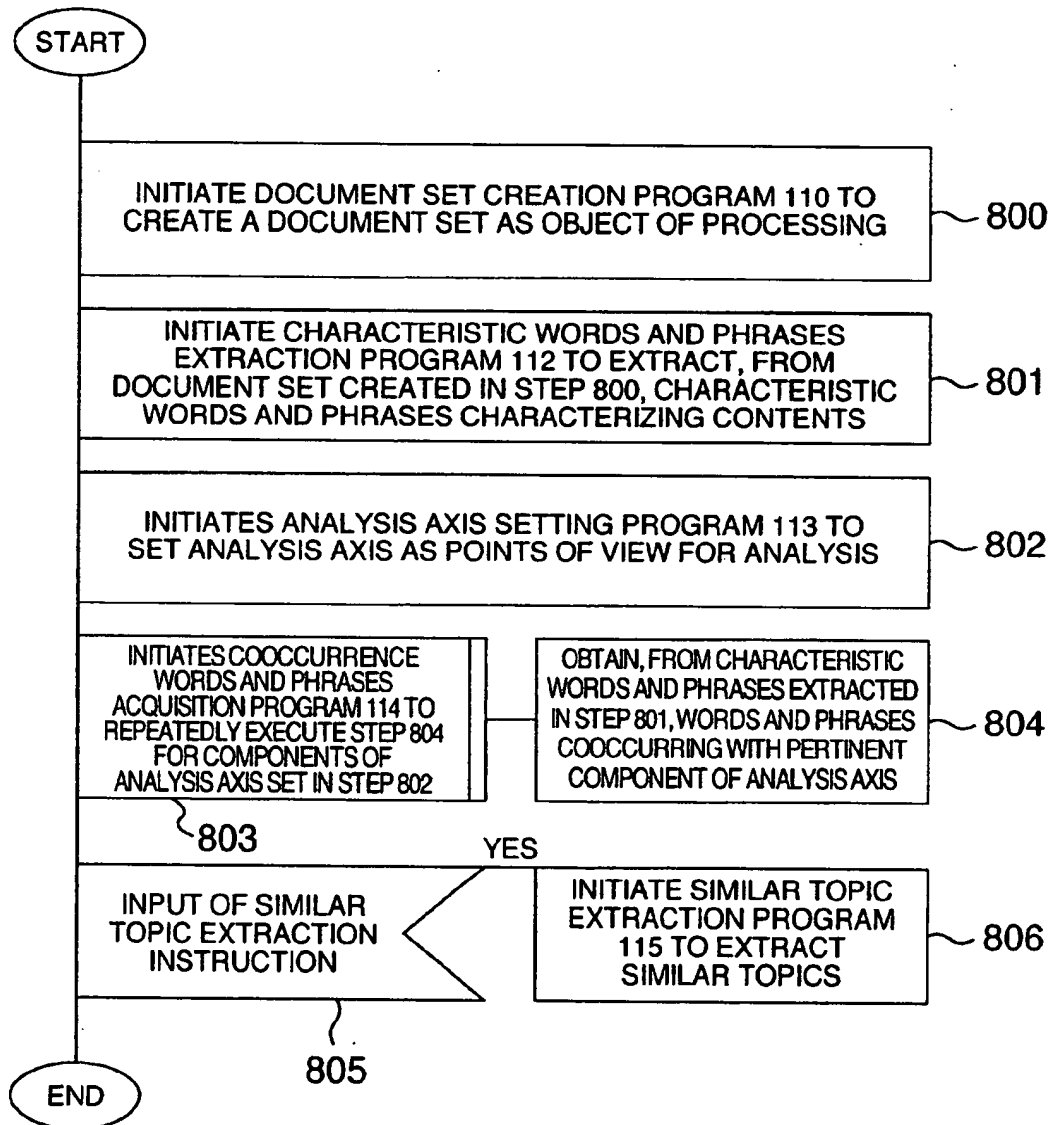 START
INITIATE DOCUMENT SET CREATION PROGRAM 110 TO
CREATE A DOCUMENT SET AS OBJECT OF PROCESSING
800
INITIATE CHARACTERISTIC WORDS AND PHRASES
EXTRACTION PROGRAM 112 TO EXTRACT, FROM
DOCUMENT SET CREATED IN STEP 800, CHARACTERISTIC
WORDS AND PHRASES CHARACTERIZING CONTENTS
801
INITIATES ANALYSIS AXIS SETTING PROGRAM 113 TO
SET ANALYSIS AXIS AS POINTS OF VIEW FOR ANALYSIS
802
INITIATES COOCCURRENCE
WORDS AND PHRASES
ACQUISITION PROGRAM 114 TO
REPEATEDLY EXECUTE STEP 804
FOR COMPONENTS OF
ANALYSIS AXIS SET IN STEP 802
803
OBTAIN, FROM CHARACTERISTIC
WORDS AND PHRASES EXTRACTED
IN STEP 801, WORDS AND PHRASES
COOCCURRING WITH PERTINENT
COMPONENT OF ANALYSIS AXIS
804
INPUT OF SIMILAR
TOPIC EXTRACTION
INSTRUCTION
805
YES
INITIATE SIMILAR TOPIC
EXTRACTION PROGRAM
115 TO EXTRACT
SIMILAR TOPICS
806
END